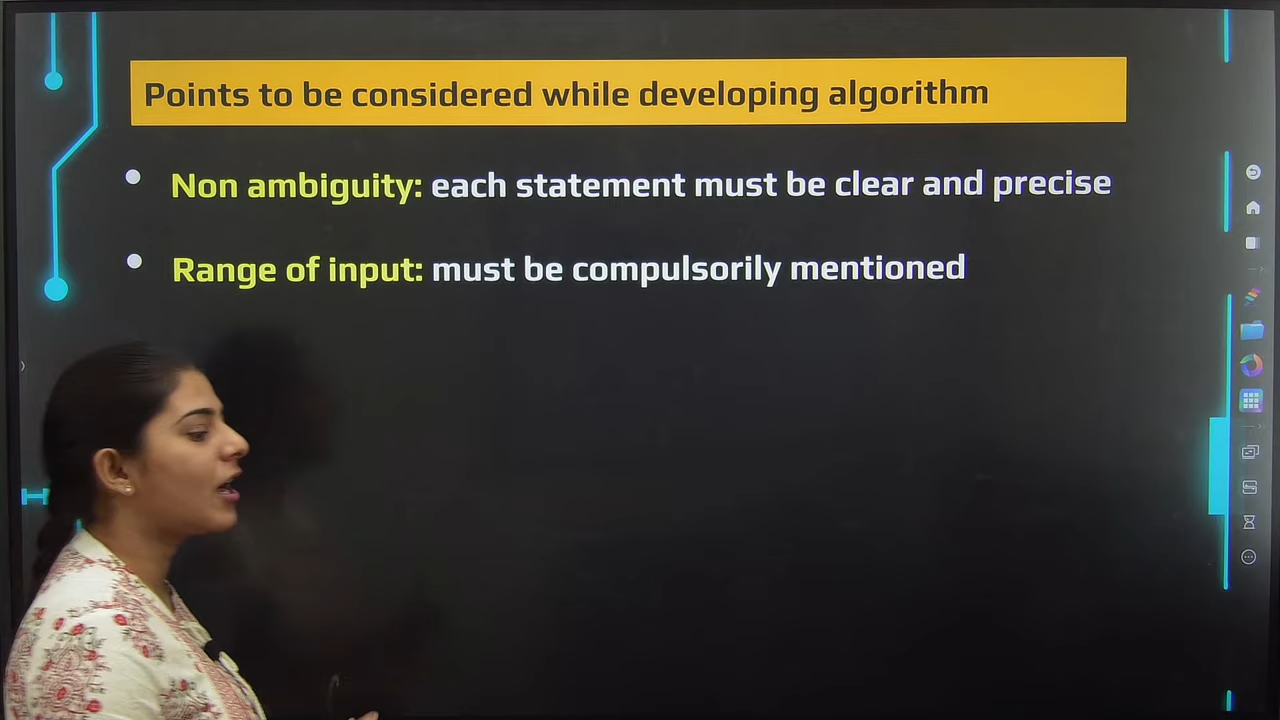 Points to be considered while developing algorithm
Non ambiguity: each statement must be clear and precise
Range of input: must be compulsorily mentioned